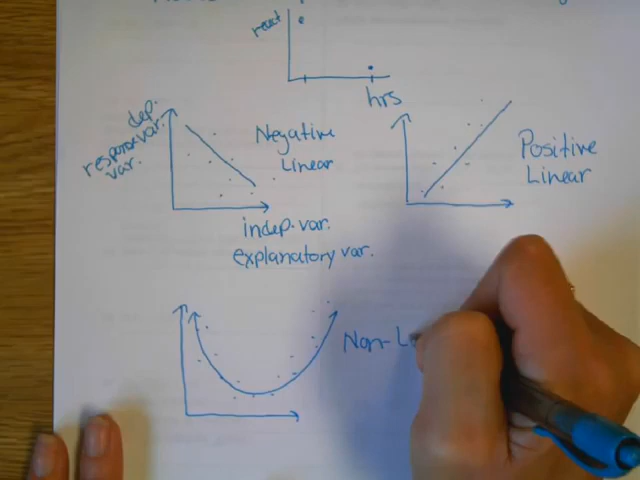 react
hrs
dep.
var.
response
var.
Negative
Linear
indep. var.
explanatory var.
Positive
Linear
Non-L